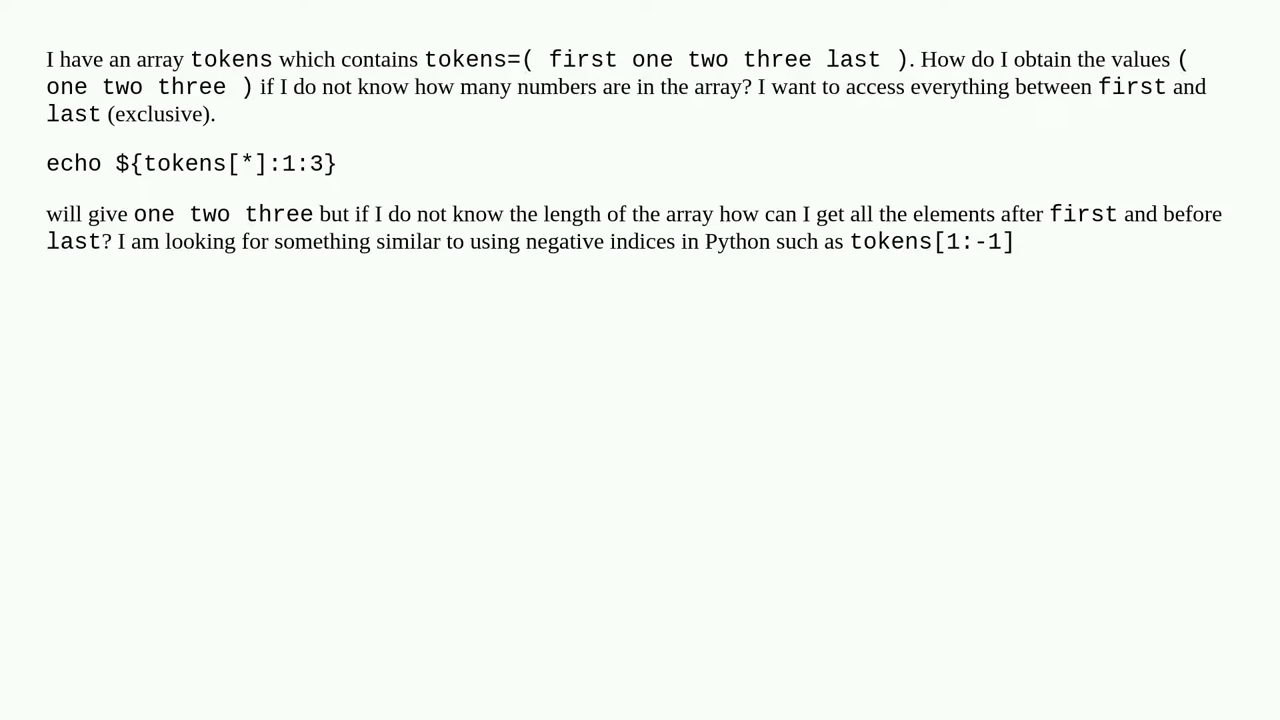 I have an array tokens which contains tokens=( first one two three last ). How do I obtain the values (
one two three ) if I do not know how many numbers are in the array? I want to access everything between first and
last (exclusive).
echo ${tokens[*]:1:3}
will give one two three but if I do not know the length of the array how can I get all the elements after first and before
last? I am looking for something similar to using negative indices in Python such as tokens[1:-1]